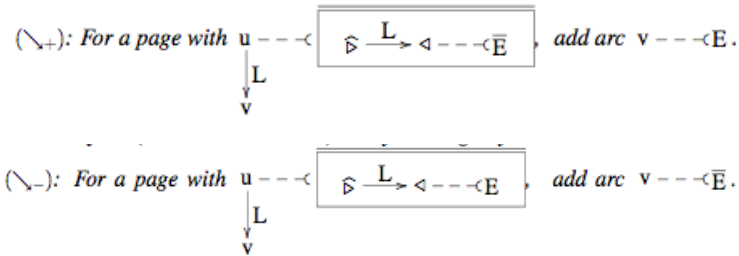 (↘₊): For a page with u – – –≺ ▷̂ —L→ ◁ – – –≺ E̅ , add arc v – – –≺ E .
L
v
(↘₋): For a page with u – – –≺ ▷̂ —L→ ◁ – – –≺ E , add arc v – – –≺ E̅ .
L
v